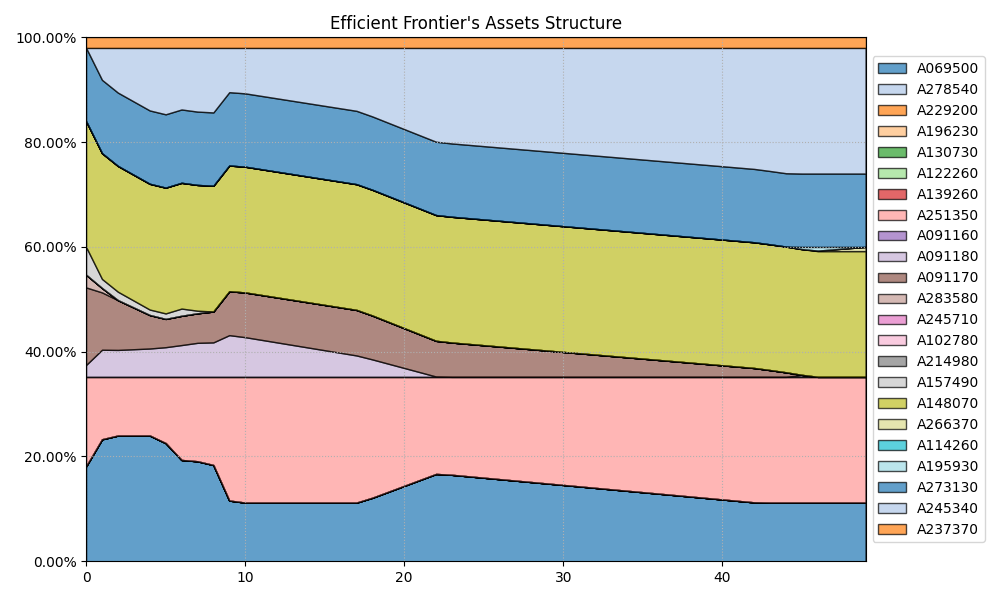 Efficient Frontier's Assets Structure
100.00%
80.00%
60.00%
40.00%
20.00%
0.00%
0
10
20
30
40
A069500
A278540
A229200
A196230
A130730
A122260
A139260
A251350
A091160
A091180
A091170
A283580
A245710
A102780
A214980
A157490
A148070
A266370
A114260
A195930
A273130
A245340
A237370